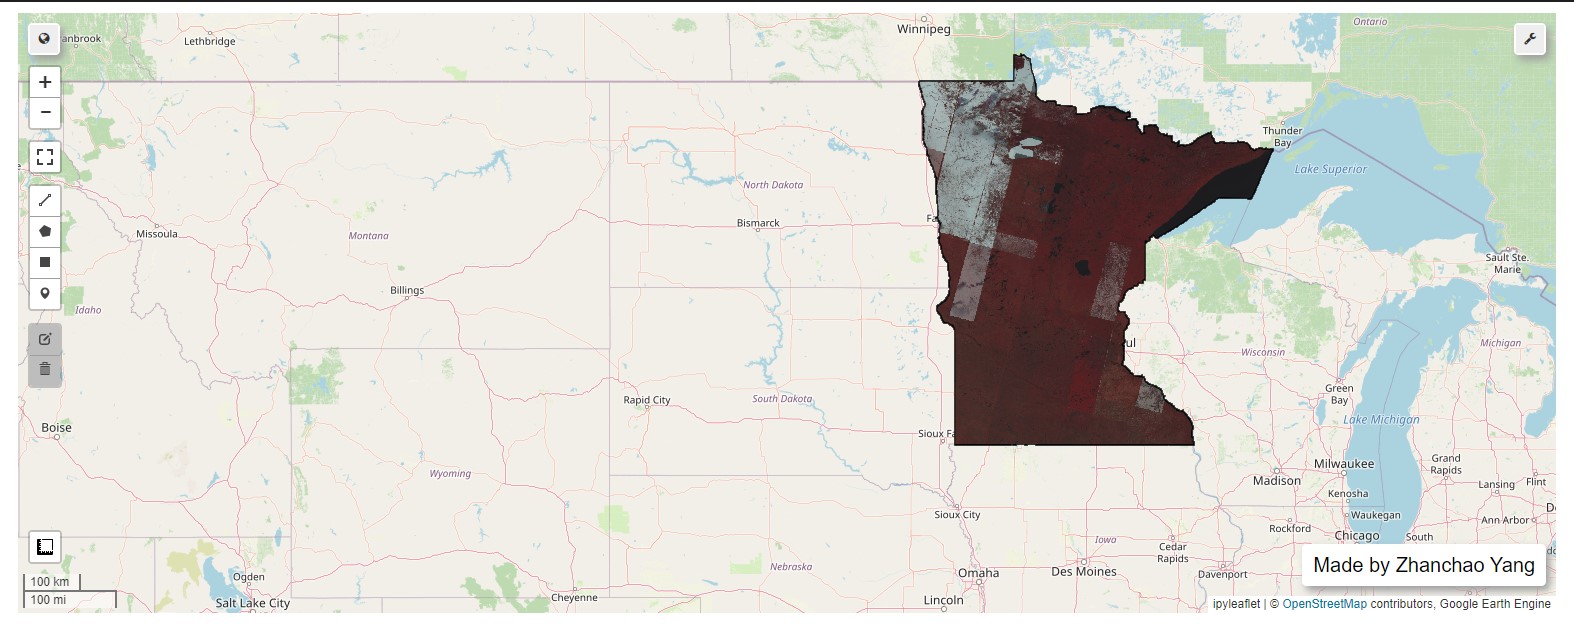 anbrook
Lethbridge
Winnipeg
Ontario
Thunder
Bay
Lake Superior
North Dakota
Missoula
Montana
Bismarck
Fa
Sault Ste.
Marie
Billings
Idaho
ul
Wisconsin
Michigan
Green
Bay
Rapid City
South Dakota
Lake Michigan
Boise
Sioux Fa
Wyoming
Milwaukee
Grand
Rapids
Madison
Lansing
Flint
Kenosha
Sioux City
Waukegan
Ann Arbor
D
Rockford
Chicago
South
Iowa
Cedar
Rapids
100 km
100 mi
Ogden
Salt Lake City
Nebraska
Omaha
Des Moines
Davenport
Cheyenne
Lincoln
Made by Zhanchao Yang
ipyleaflet | © OpenStreetMap contributors, Google Earth Engine